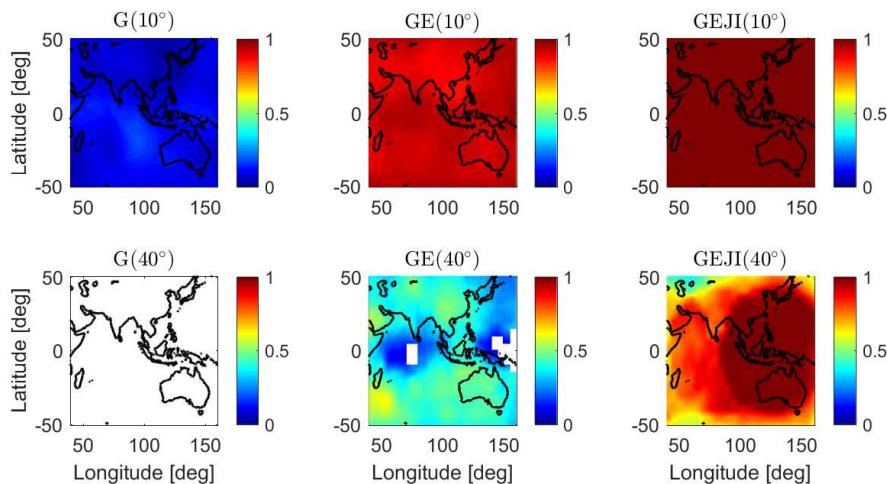 G(10°) GE(10°) GEJI(10°)
50 1 50 1 50 1
Latitude [deg] 0 0.5 0 0.5 0 0.5
-50 0 -50 0 -50 0
50 100 150 50 100 150 50 100 150
G(40°) GE(40°) GEJI(40°)
50 1 50 1 50 1
Latitude [deg] 0 0.5 0 0.5 0 0.5
-50 0 -50 0 -50 0
50 100 150 50 100 150 50 100 150
Longitude [deg] Longitude [deg] Longitude [deg]